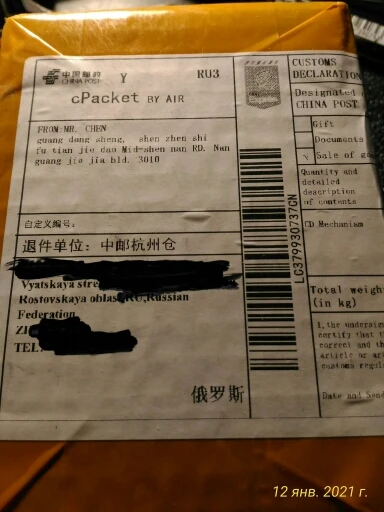 中国邮政
CHINA POST
Y
RU3
cPacket BY AIR
FROM:MR. CHEN
guang dong sheng, shen zhen shi
fu tian jie dao Mid-shen nan RD. Nan
guang jie jia bld. 3010
自定义编号:
退件单位: 中邮杭州仓
Vyatskaya stre
Rostovskaya oblast,RU,Russian
Federation
ZI
TEL:
俄罗斯
LC379930737CN
CUSTOMS
DECLARATION
Designated
CHINA POST
Gift
Documents
√ Sale of go
Quantity and
detailed
description
of contents
CD Mechanism
Total weigh
(in kg)
I, the undersig
certify that t
correct and th
article or ar
customs regul
Date and Send
12 янв. 2021 г.